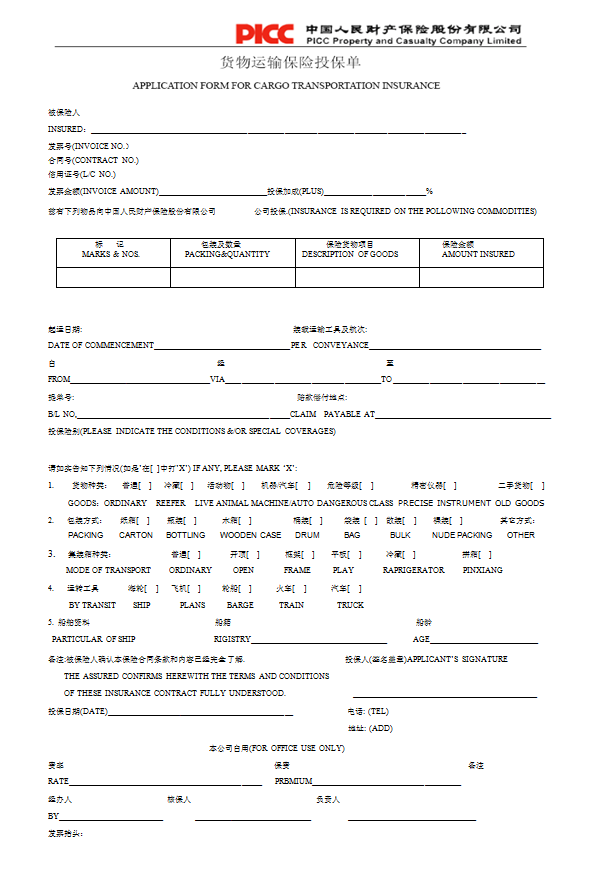 PICC 中国人民财产保险股份有限公司
PICC Property and Casualty Company Limited
货物运输保险投保单
APPLICATION FORM FOR CARGO TRANSPORTATION INSURANCE
被保险人
INSURED:
发票号(INVOICE NO.)
合同号(CONTRACT NO.)
信用证号(L/C NO.)
发票金额(INVOICE AMOUNT) 投保加成(PLUS) %
兹有下列物品向中国人民财产保险股份有限公司 公司投保.(INSURANCE IS REQUIRED ON THE POLLOWING COMMODITIES)
标 记 包装及数量 保险货物项目 保险金额
MARKS & NOS. PACKING&QUANTITY DESCRIPTION OF GOODS AMOUNT INSURED
起运日期: 装载运输工具及航次:
DATE OF COMMENCEMENT PER CONVEYANCE
自 经 至
FROM VIA TO
提单号: 赔款偿付地点:
B/L NO, CLAIM PAYABLE AT
投保险别(PLEASE INDICATE THE CONDITIONS &/OR SPECIAL COVERAGES)
请如实告知下列情况(如是'在[ ]中打'X') IF ANY, PLEASE MARK 'X':
1. 货物种类: 普通[ ] 冷藏[ ] 活动物[ ] 机器/汽车[ ] 危险等级[ ] 精密仪器[ ] 二手货物[ ]
GOODS: ORDINARY REEFER LIVE ANIMAL MACHINE/AUTO DANGEROUS CLASS PRECISE INSTRUMENT OLD GOODS
2. 包装方式: 纸箱[ ] 瓶装[ ] 木箱[ ] 桶装[ ] 袋装[ ] 散装[ ] 裸装[ ] 其它方式:
PACKING CARTON BOTTLING WOODEN CASE DRUM BAG BULK NUDE PACKING OTHER
3. 集装箱种类: 普通[ ] 开顶[ ] 框架[ ] 平板[ ] 冷藏[ ] 拼箱[ ]
MODE OF TRANSPORT ORDINARY OPEN FRAME PLAY RAPRIGERATOR PINXIANG
4. 运转工具 海轮[ ] 飞机[ ] 轮船[ ] 火车[ ] 汽车[ ]
BY TRANSIT SHIP PLANS BARGE TRAIN TRUCK
5. 船舶资料 船籍 船龄
PARTICULAR OF SHIP RIGISTRY AGE
备注:被保险人确认本保险合同条款和内容已经完全了解. 投保人(签名盖章)APPLICANT'S SIGNATURE
THE ASSURED CONFIRMS HEREWITH THE TERMS AND CONDITIONS
OF THESE INSURANCE CONTRACT FULLY UNDERSTOOD.
投保日期(DATE) 电话: (TEL)
地址: (ADD)
本公司自用(FOR OFFICE USE ONLY)
费率 保费 备注
RATE PRBMIUM
经办人 核保人 负责人
BY
发票抬头: